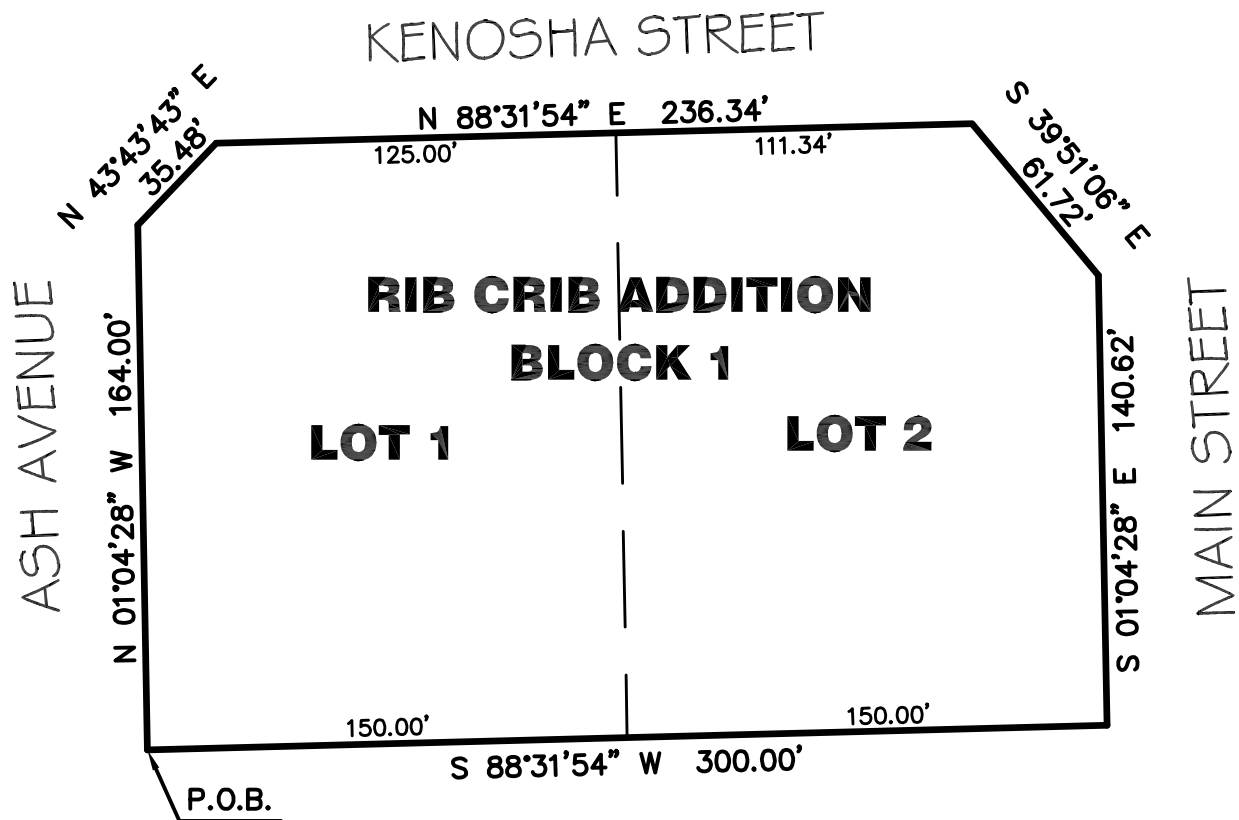 KENOSHA STREET
N 88°31'54" E 236.34'
125.00'
111.34'
N 43°43'43" E
35.48'
S 39°51'06" E
61.72'
RIB CRIB ADDITION
BLOCK 1
LOT 1
LOT 2
ASH AVENUE
N 01°04'28" W 164.00'
S 01°04'28" E 140.62'
MAIN STREET
150.00'
150.00'
S 88°31'54" W 300.00'
P.O.B.